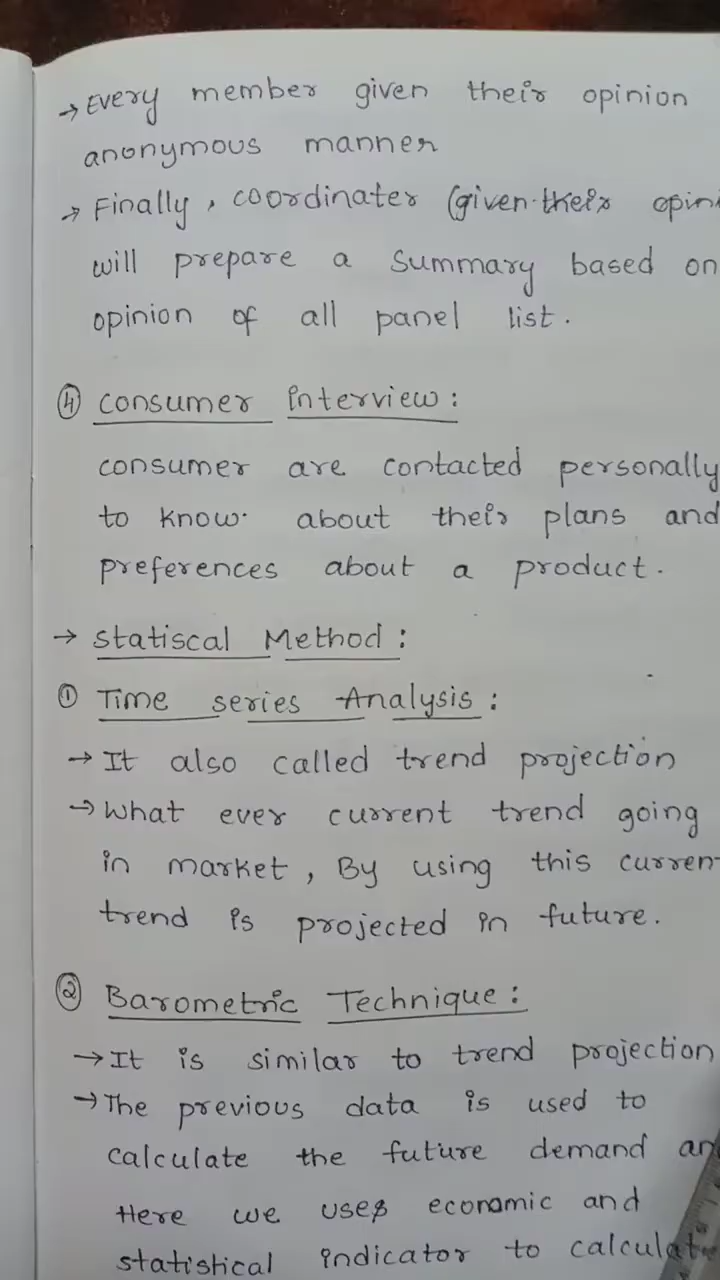 → Every member given their opinion
anonymous manner
→ Finally, coordinater (given their opini
will prepare a summary based on
opinion of all panel list.
④ Consumer interview:
consumer are contacted personally
to know about their plans and
preferences about a product.
→ Statiscal Method:
① Time series Analysis:
→ It also called trend projection
→ What ever current trend going
in market, By using this curren
trend is projected in future.
② Barometric Technique:
→ It is similar to trend projection
→ The previous data is used to
calculate the future demand an
Here we uses economic and
statistical indicator to calculat